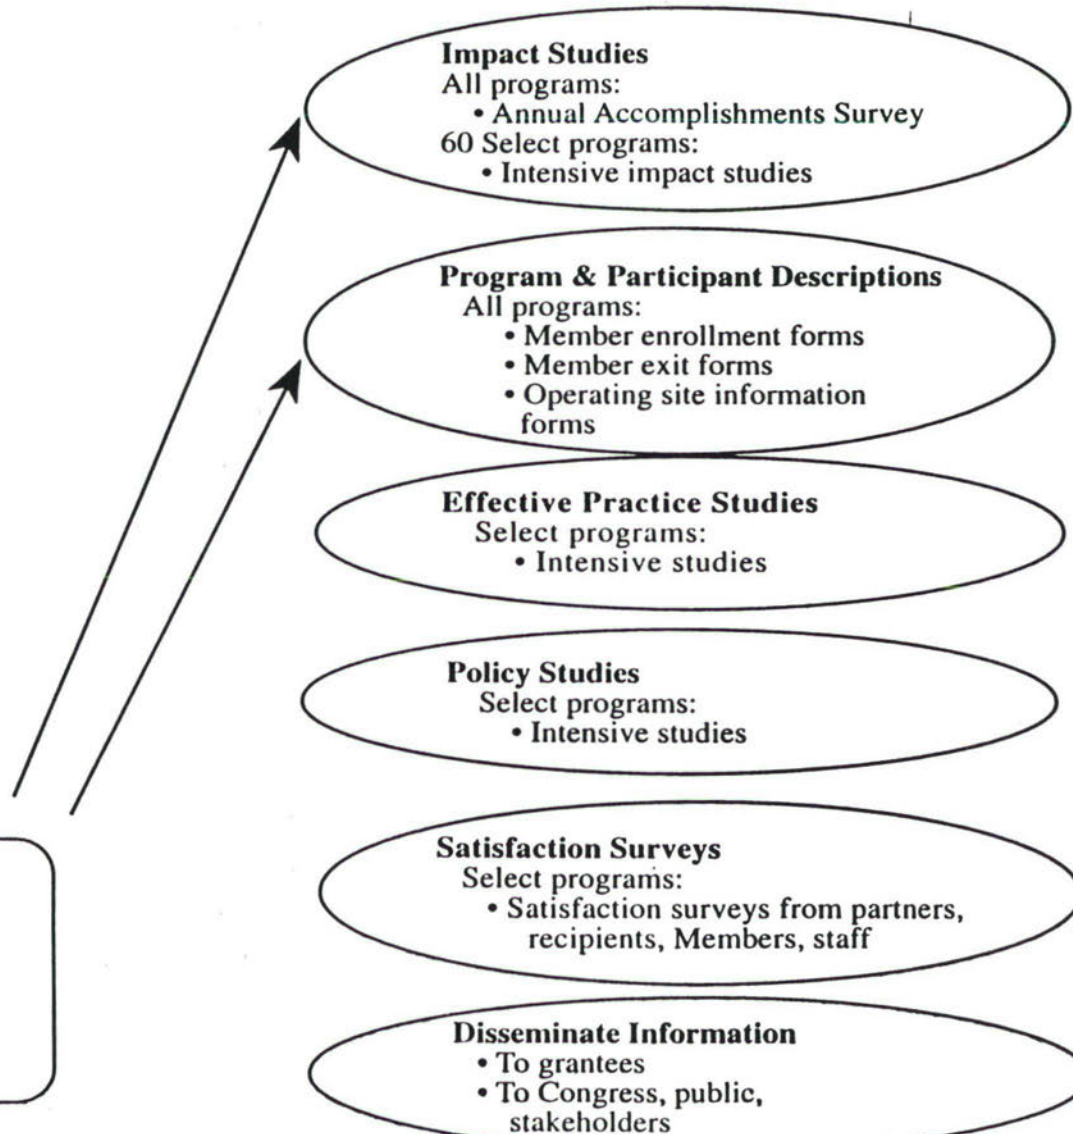 Impact Studies
All programs:
• Annual Accomplishments Survey
60 Select programs:
• Intensive impact studies
Program & Participant Descriptions
All programs:
• Member enrollment forms
• Member exit forms
• Operating site information
forms
Effective Practice Studies
Select programs:
• Intensive studies
Policy Studies
Select programs:
• Intensive studies
Satisfaction Surveys
Select programs:
• Satisfaction surveys from partners,
recipients, Members, staff
Disseminate Information
• To grantees
• To Congress, public,
stakeholders